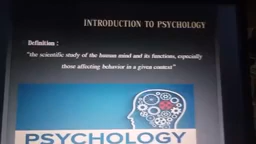 INTRODUCTION TO PSYCHOLOGY
Definition :
"the scientific study of the human mind and its functions, especially
those affecting behavior in a given context"
PSYCHOLOGY